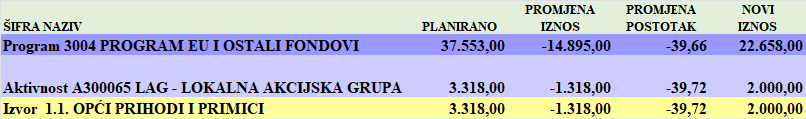 PROMJENA PROMJENA NOVI
ŠIFRA NAZIV PLANIRANO IZNOS POSTOTAK IZNOS
Program 3004 PROGRAM EU I OSTALI FONDOVI 37.553,00 -14.895,00 -39,66 22.658,00
Aktivnost A300065 LAG - LOKALNA AKCIJSKA GRUPA 3.318,00 -1.318,00 -39,72 2.000,00
Izvor 1.1. OPĆI PRIHODI I PRIMICI 3.318,00 -1.318,00 -39,72 2.000,00